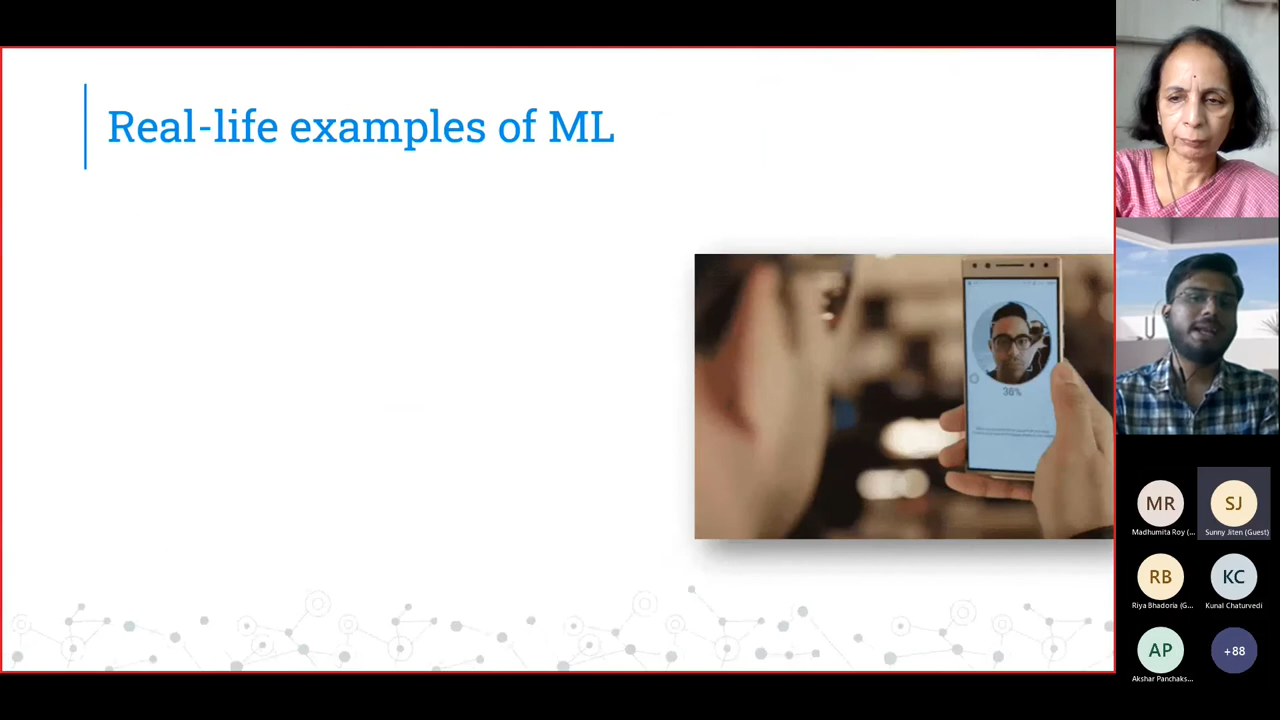 Real-life examples of ML
36%
MR
SJ
Madhumita Roy (...
Sunny Jiten (Guest)
RB
KC
Riya Bhadoria (G...
Kunal Chaturvedi
AP
+88
Akshar Panchaks...